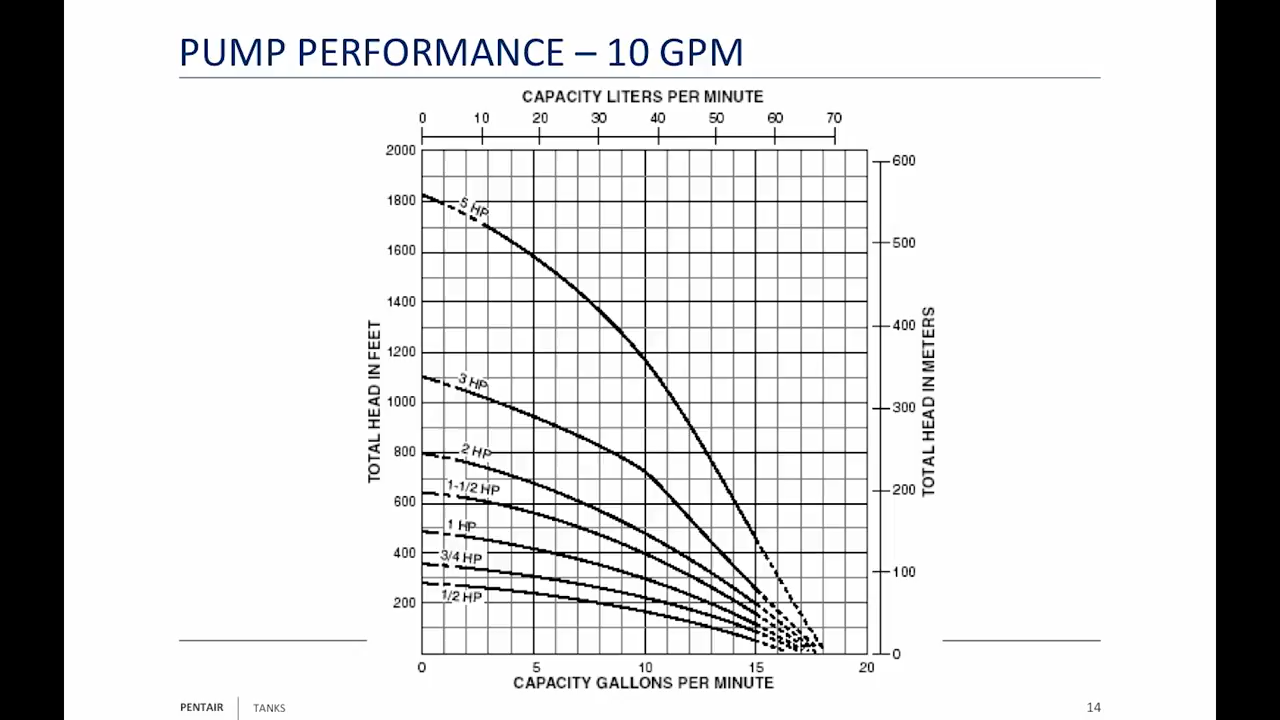 PUMP PERFORMANCE – 10 GPM
CAPACITY LITERS PER MINUTE
0 10 20 30 40 50 60 70
2000
1800
1600
1400
1200
1000
800
600
400
200
TOTAL HEAD IN FEET
5 HP
3 HP
2 HP
1-1/2 HP
1 HP
3/4 HP
1/2 HP
600
500
400
300
200
100
0
TOTAL HEAD IN METERS
0 5 10 15 20
CAPACITY GALLONS PER MINUTE
PENTAIR TANKS 14